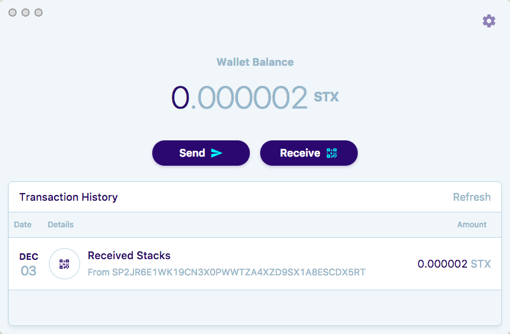 Wallet Balance
0.000002 STX
Send Receive
Transaction History Refresh
Date Details Amount
DEC
03
Received Stacks
From SP2JR6E1WK19CN3X0PWWTZA4XZD9SX1A8ESCDX5RT
0.000002 STX